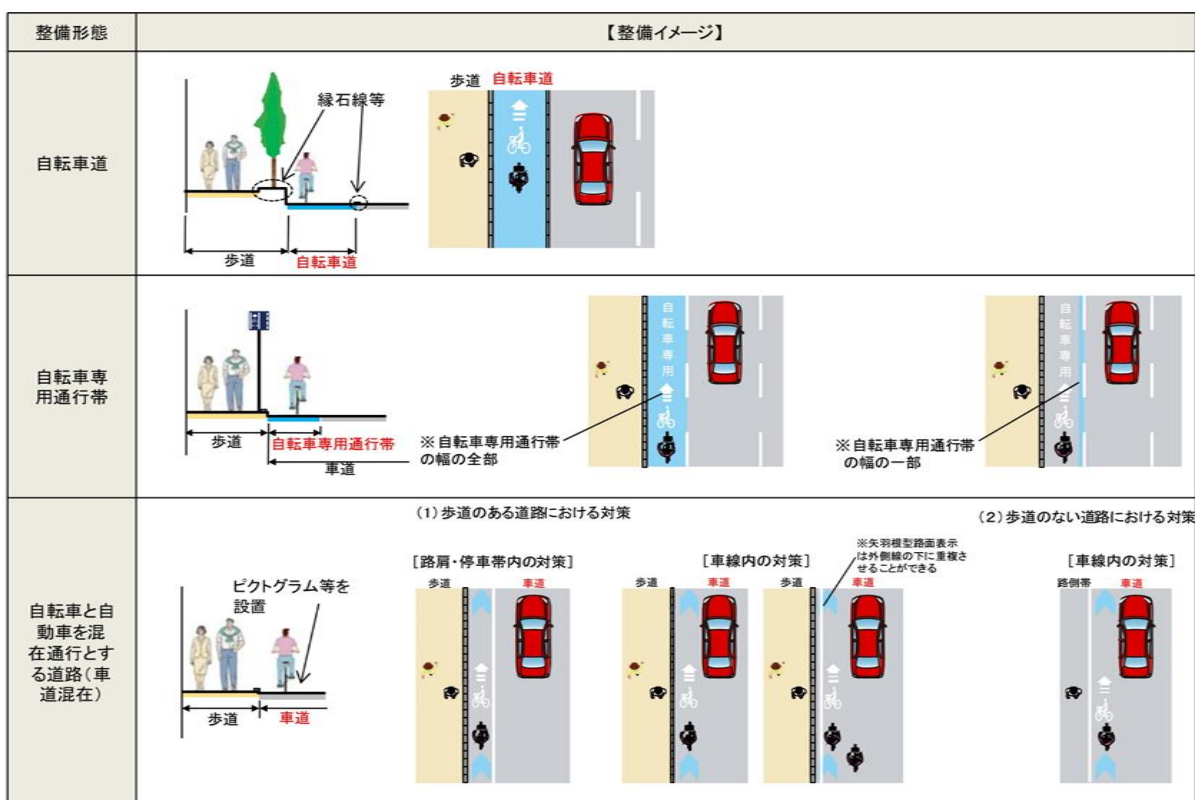 整備形態
【整備イメージ】
自転車道
縁石線等
歩道
自転車道
歩道
自転車道
自転車専
用通行帯
歩道
自転車専用通行帯
車道
※自転車専用通行帯
の幅の全部
自転車専用
※自転車専用通行帯
の幅の一部
自転車専用
自転車と自
動車を混
在通行とす
る道路(車
道混在)
ピクトグラム等を
設置
歩道
車道
(1)歩道のある道路における対策
[路肩・停車帯内の対策]
歩道
車道
[車線内の対策]
歩道
車道
歩道
車道
※矢羽根型路面表示
は外側線の下に重複さ
せることができる
(2)歩道のない道路における対策
[車線内の対策]
路側帯
車道